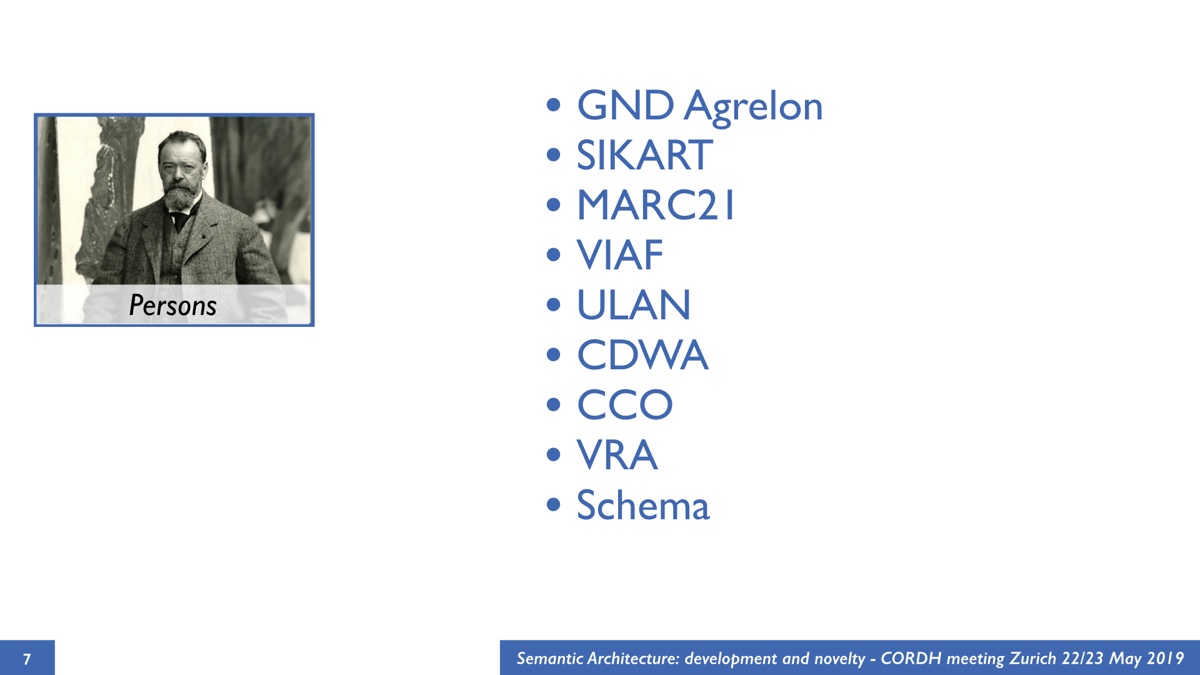 Persons
• GND Agrelon
• SIKART
• MARC21
• VIAF
• ULAN
• CDWA
• CCO
• VRA
• Schema
7
Semantic Architecture: development and novelty - CORDH meeting Zurich 22/23 May 2019